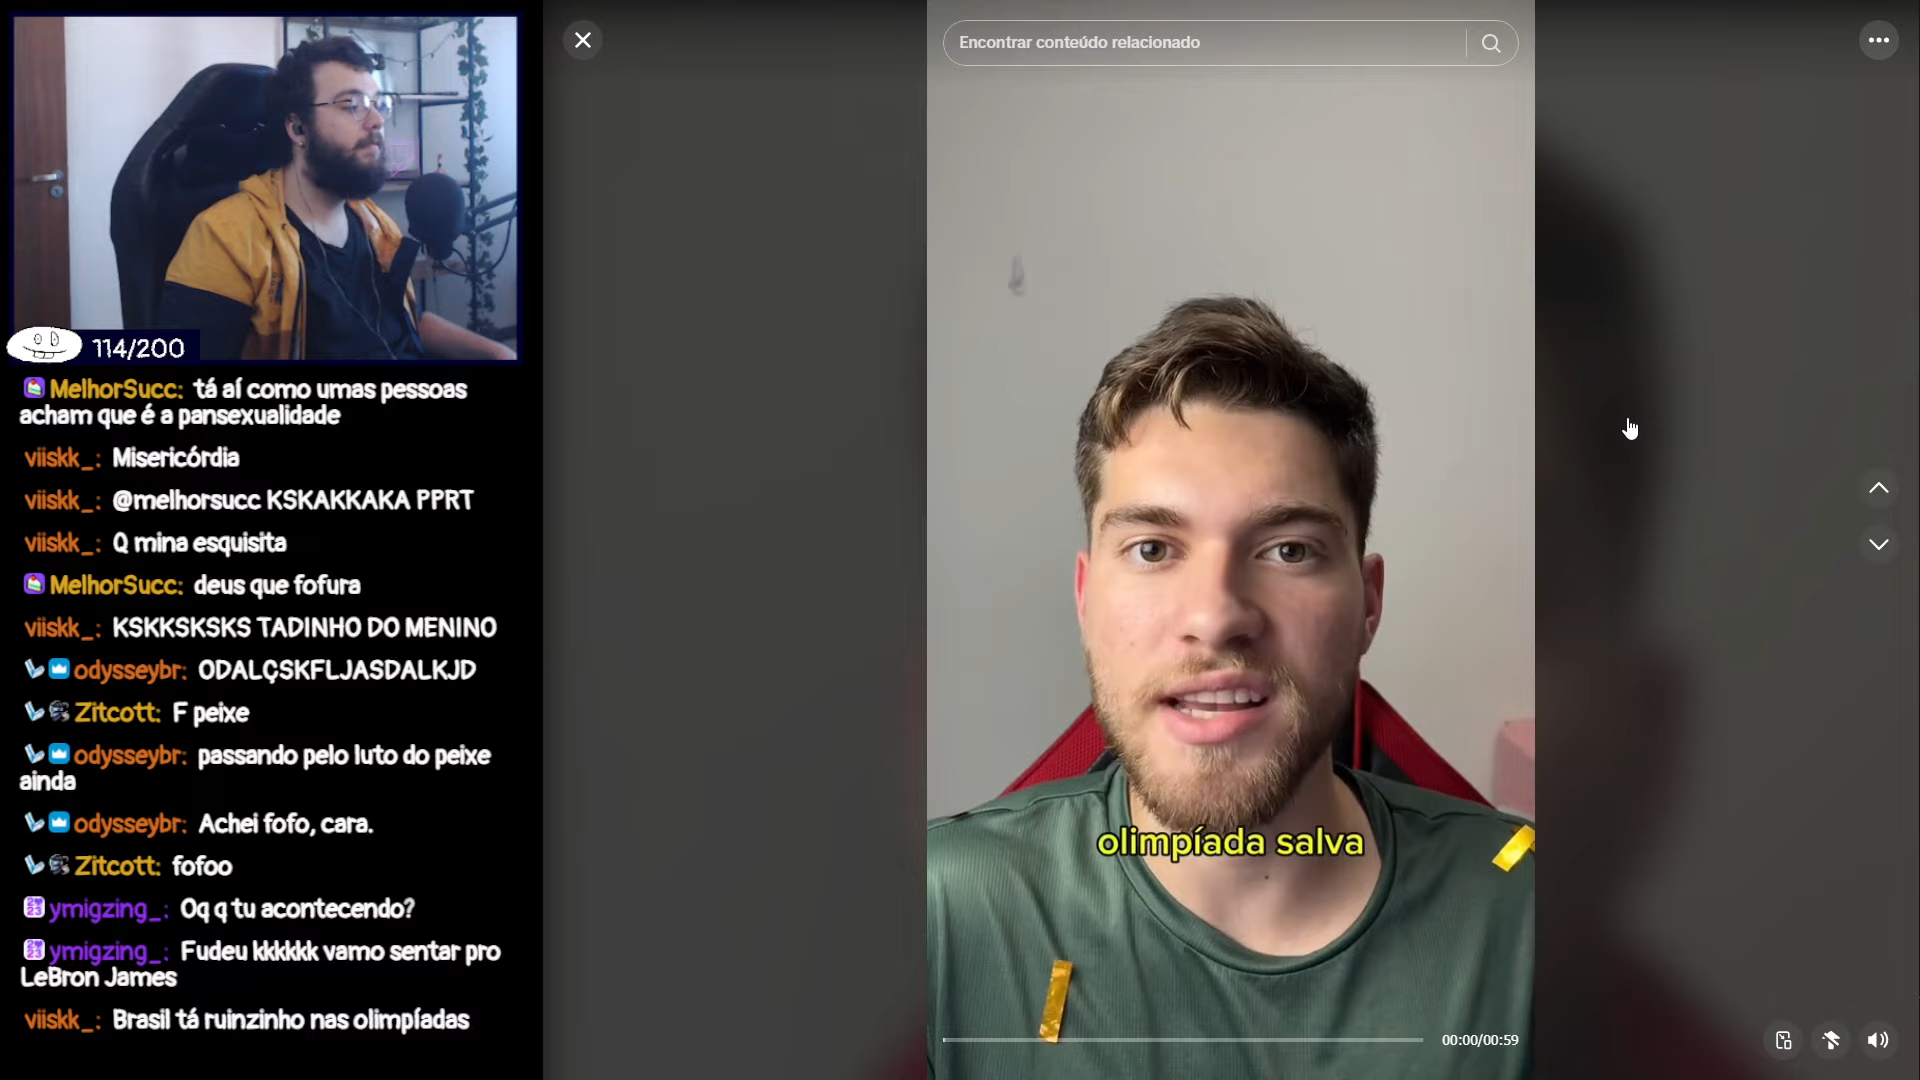 114/200
MelhorSucc: tá aí como umas pessoas
acham que é a pansexualidade
viiskk_: Misericórdia
viiskk_: @melhorsucc KSKAKKAKA PPRT
viiskk_: Q mina esquisita
MelhorSucc: deus que fofura
viiskk_: KSKKSKSKS TADINHO DO MENINO
odysseybr: ODALÇSKFLJASDALKJD
Zitcott: F peixe
odysseybr: passando pelo luto do peixe
ainda
odysseybr: Achei fofo, cara.
Zitcott: fofoo
ymigzing_: Oq q tu acontecendo?
ymigzing_: Fudeu kkkkkk vamo sentar pro
LeBron James
viiskk_: Brasil tá ruinzinho nas olimpíadas
Encontrar conteúdo relacionado
olimpíada salva
00:00/00:59